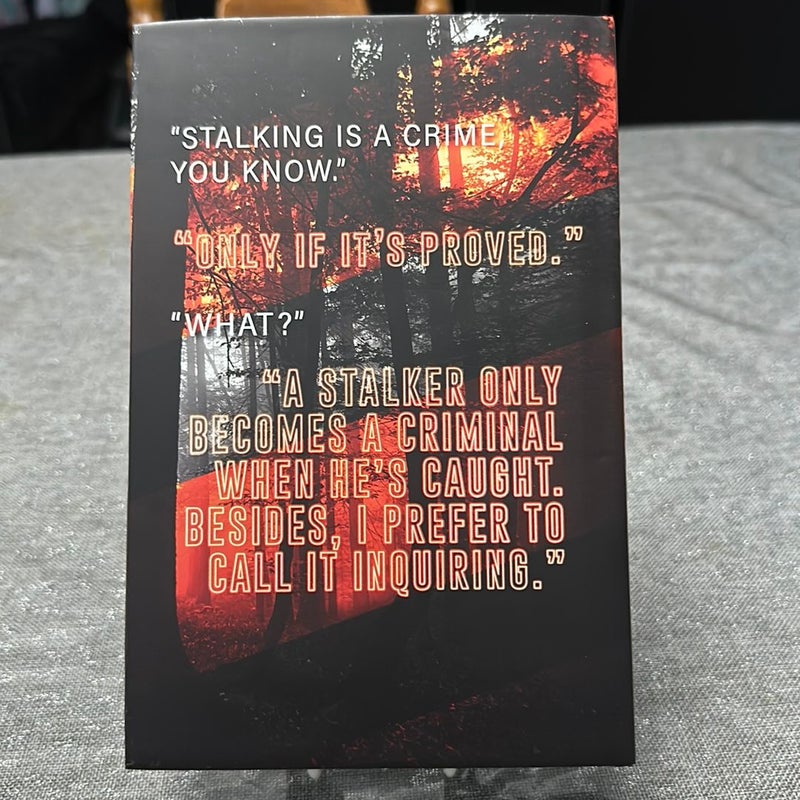 "STALKING IS A CRIME,
YOU KNOW."
“ONLY IF IT’S PROVED.”
"WHAT?"
“A STALKER ONLY
BECOMES A CRIMINAL
WHEN HE’S CAUGHT.
BESIDES, I PREFER TO
CALL IT INQUIRING.”